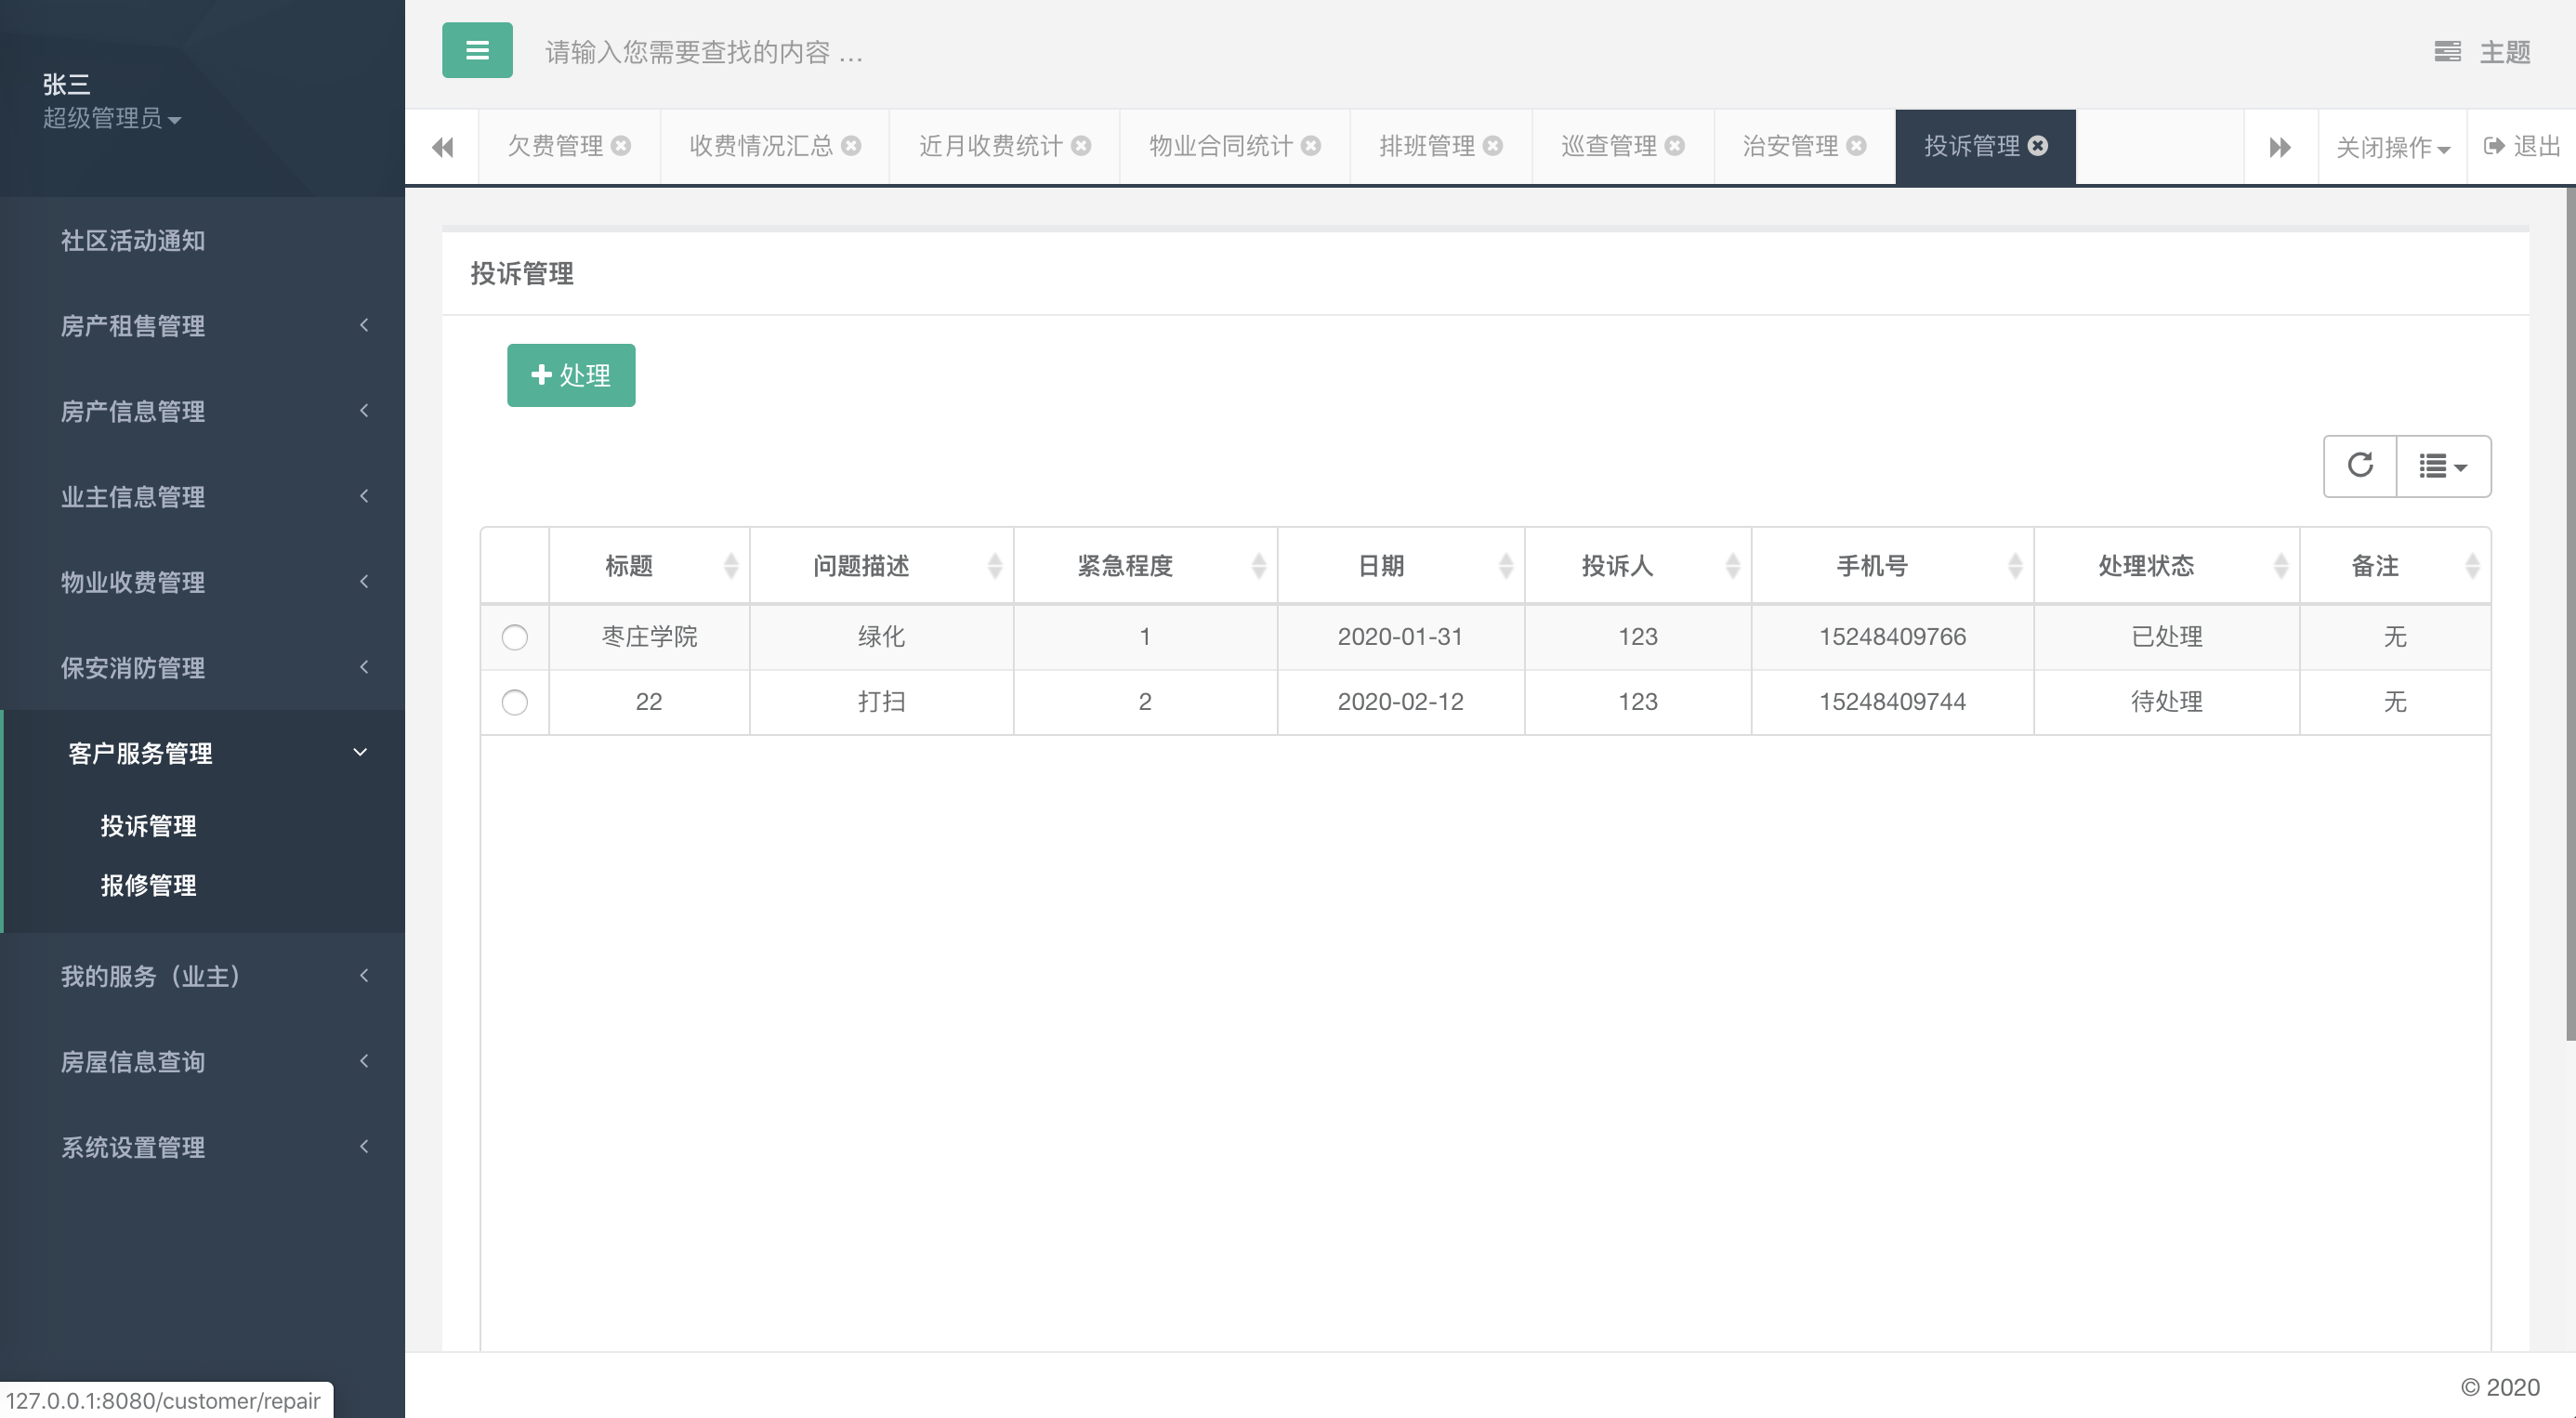 张三
超级管理员
社区活动通知
房产租售管理
房产信息管理
业主信息管理
物业收费管理
保安消防管理
客户服务管理
投诉管理
报修管理
我的服务（业主）
房屋信息查询
系统设置管理
127.0.0.1:8080/customer/repair
请输入您需要查找的内容 …
主题
欠费管理 收费情况汇总 近月收费统计 物业合同统计 排班管理 巡查管理 治安管理 投诉管理 关闭操作 退出
投诉管理
处理
标题 问题描述 紧急程度 日期 投诉人 手机号 处理状态 备注
枣庄学院 绿化 1 2020-01-31 123 15248409766 已处理 无
22 打扫 2 2020-02-12 123 15248409744 待处理 无
© 2020